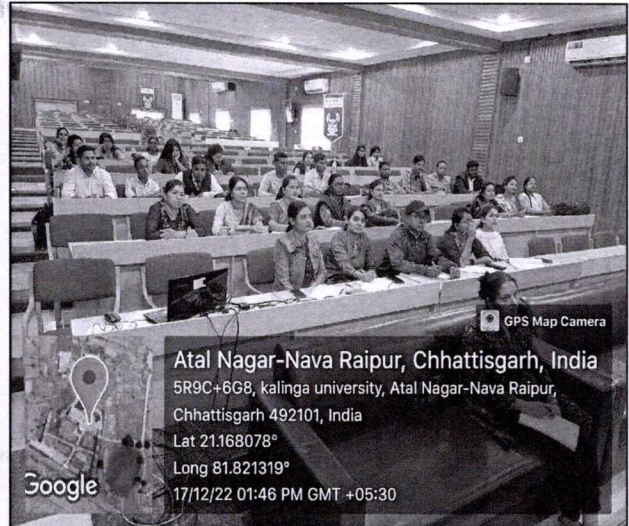 GPS Map Camera
Atal Nagar-Nava Raipur, Chhattisgarh, India
5R9C+6G8, kalinga university, Atal Nagar-Nava Raipur,
Chhattisgarh 492101, India
Lat 21.168078°
Long 81.821319°
17/12/22 01:46 PM GMT +05:30
Google